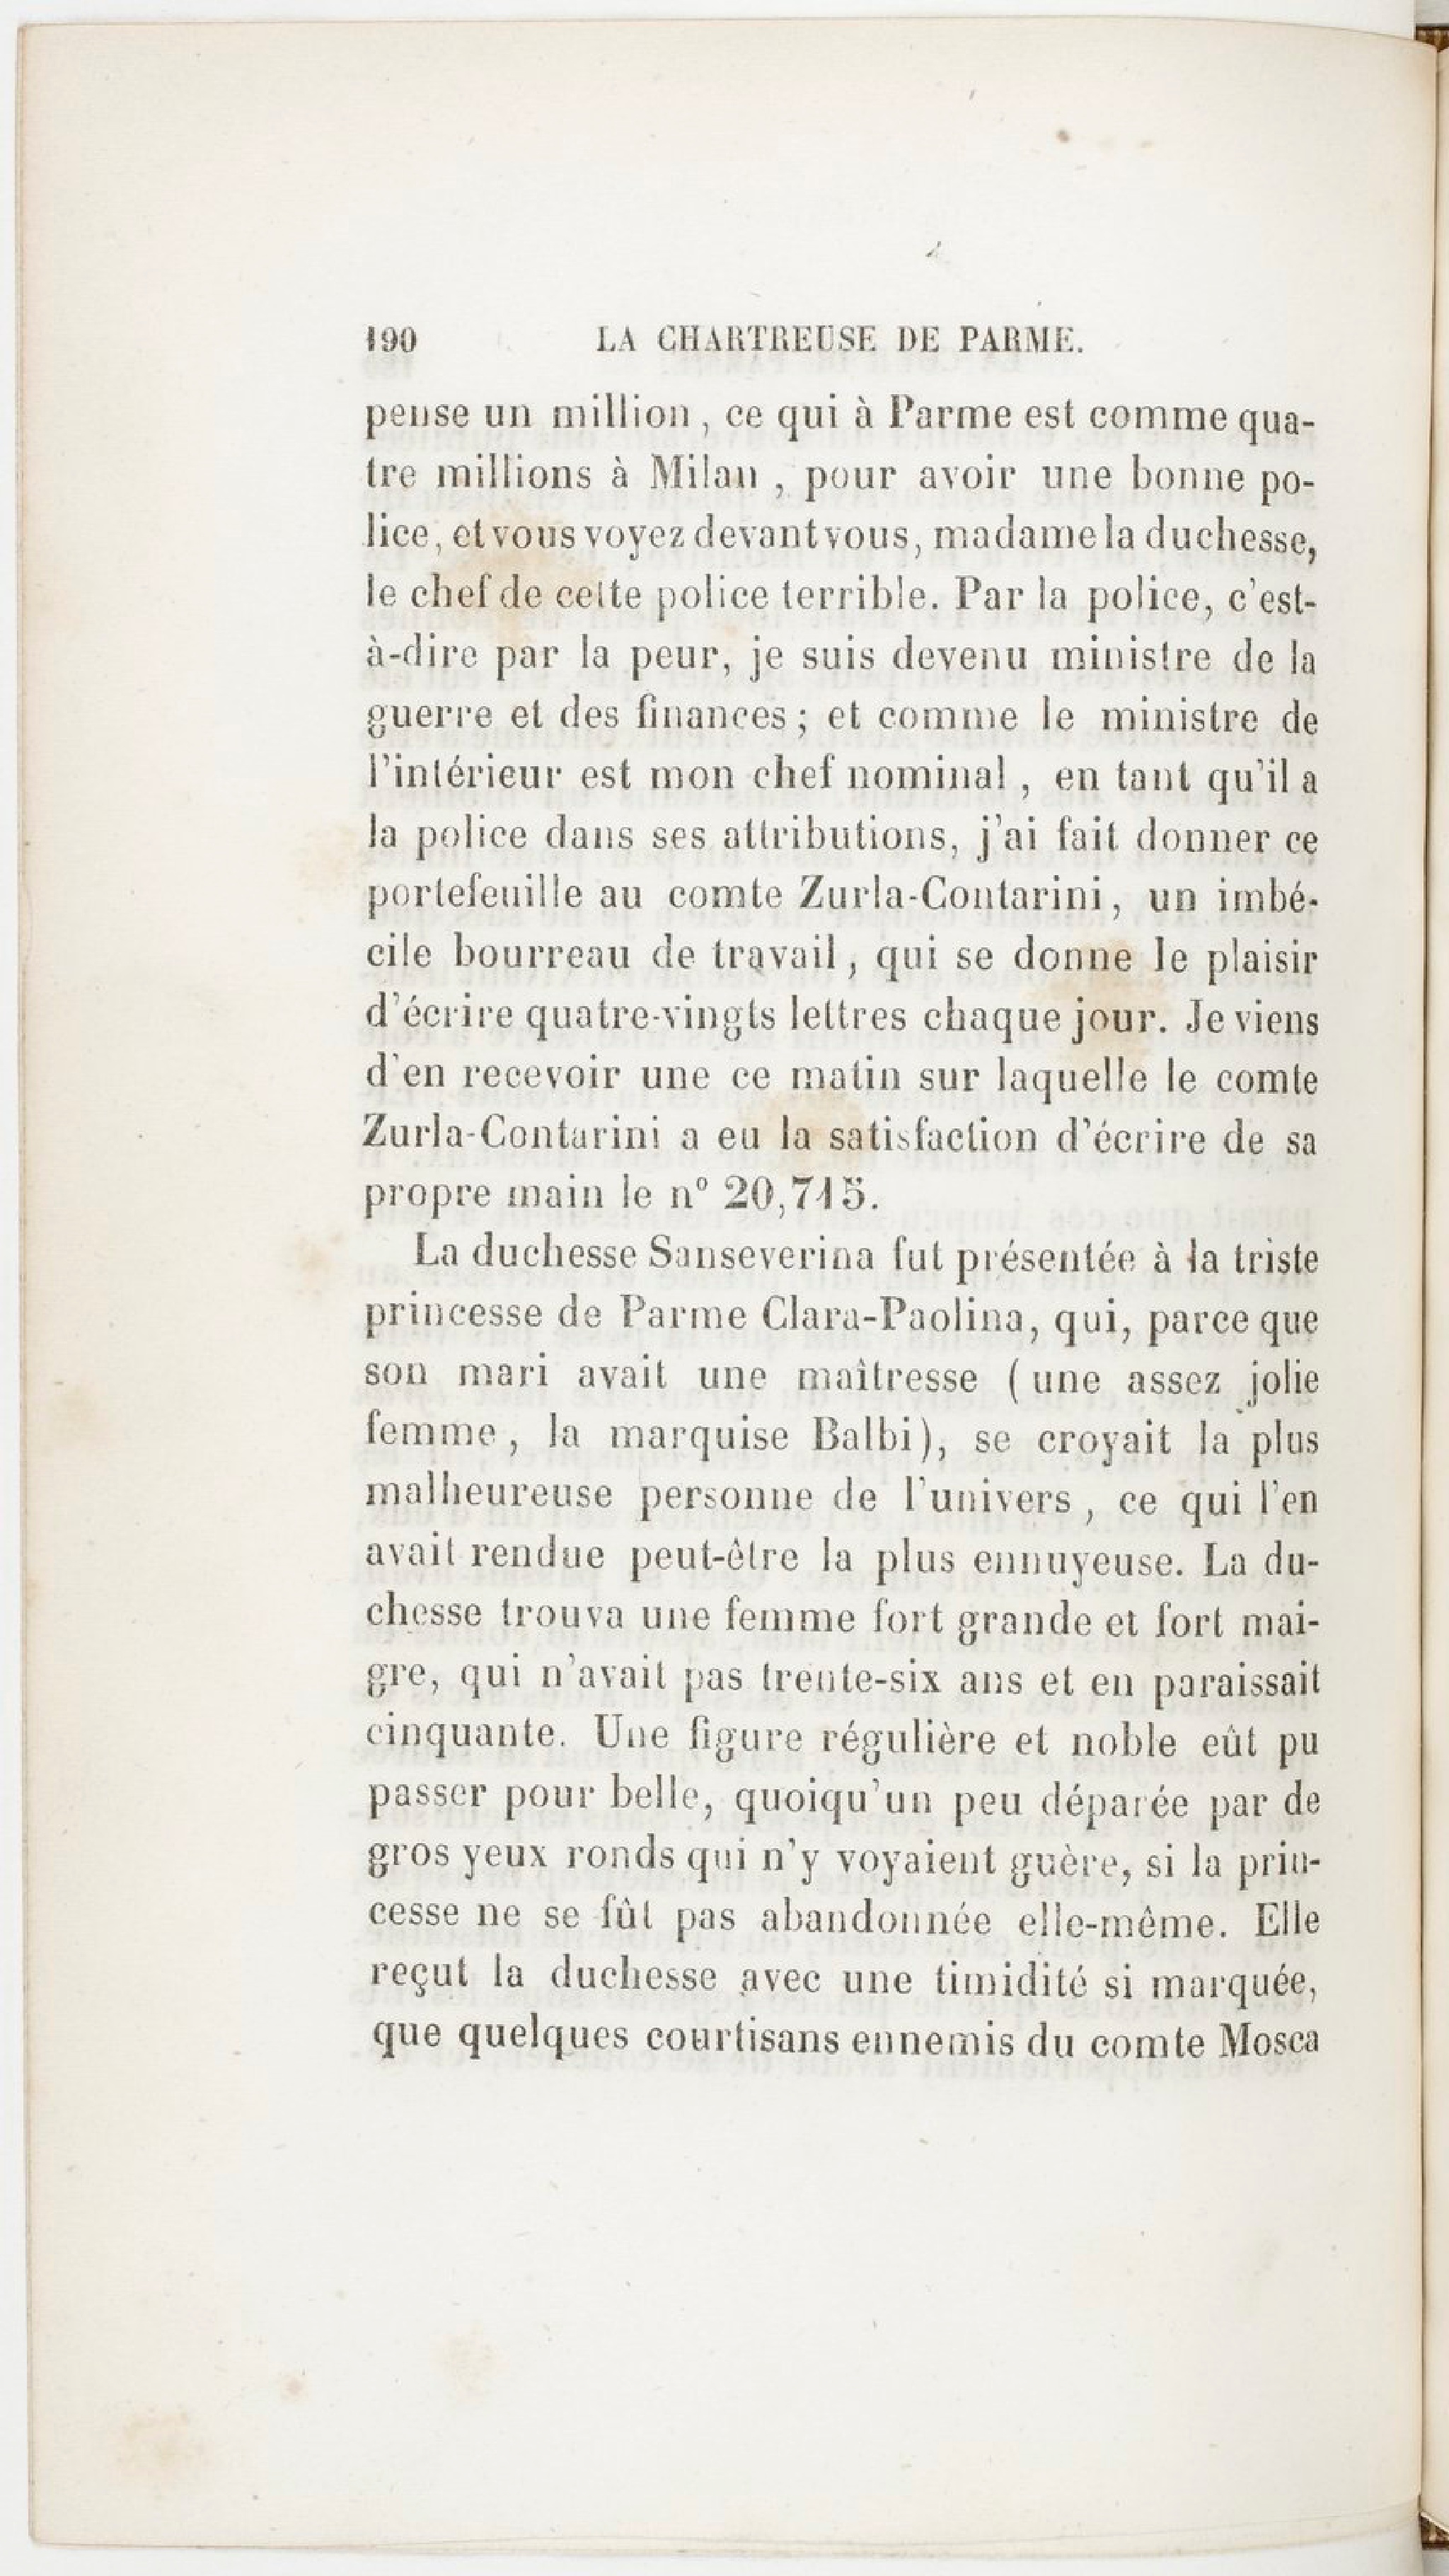 190 LA CHARTREUSE DE PARME.
pense un million, ce qui à Parme est comme qua-
tre millions à Milan, pour avoir une bonne po-
lice, et vous voyez devant vous, madame la duchesse,
le chef de cette police terrible. Par la police, c'est-
à-dire par la peur, je suis devenu ministre de la
guerre et des finances; et comme le ministre de
l'intérieur est mon chef nominal, en tant qu'il a
la police dans ses attributions, j'ai fait donner ce
portefeuille au comte Zurla-Contarini, un imbé-
cile bourreau de travail, qui se donne le plaisir
d'écrire quatre-vingts lettres chaque jour. Je viens
d'en recevoir une ce matin sur laquelle le comte
Zurla-Contarini a eu la satisfaction d'écrire de sa
propre main le n° 20,715.
La duchesse Sanseverina fut présentée à la triste
princesse de Parme Clara-Paolina, qui, parce que
son mari avait une maîtresse (une assez jolie
femme, la marquise Balbi), se croyait la plus
malheureuse personne de l'univers, ce qui l'en
avait rendue peut-être la plus ennuyeuse. La du-
chesse trouva une femme fort grande et fort mai-
gre, qui n'avait pas trente-six ans et en paraissait
cinquante. Une figure régulière et noble eût pu
passer pour belle, quoiqu'un peu déparée par de
gros yeux ronds qui n'y voyaient guère, si la prin-
cesse ne se fût pas abandonnée elle-même. Elle
reçut la duchesse avec une timidité si marquée,
que quelques courtisans ennemis du comte Mosca